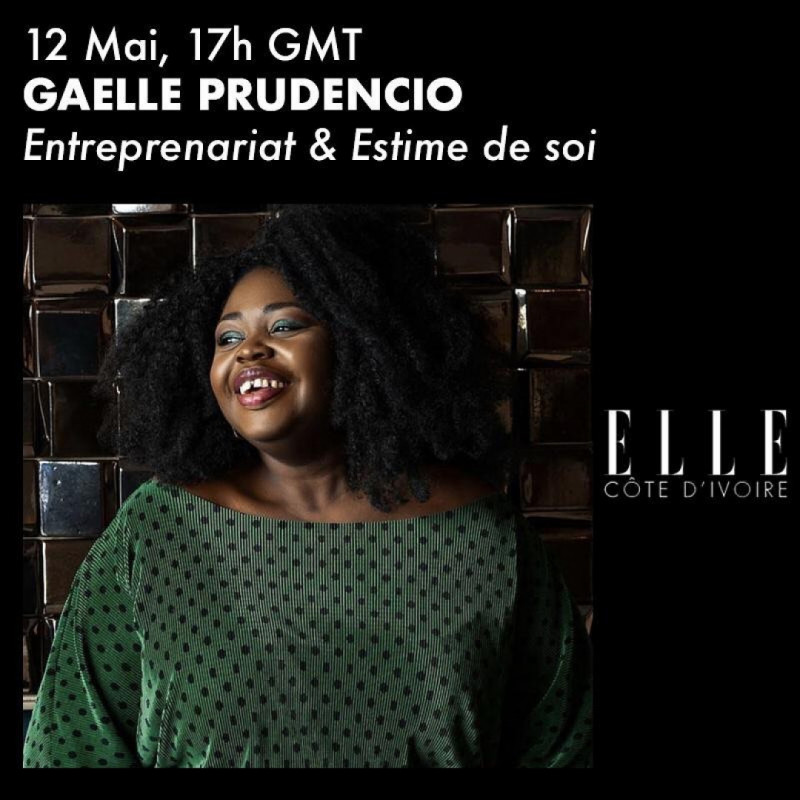 12 Mai, 17h GMT
GAELLE PRUDENCIO
Entreprenariat & Estime de soi
ELLE
CÔTE D'IVOIRE